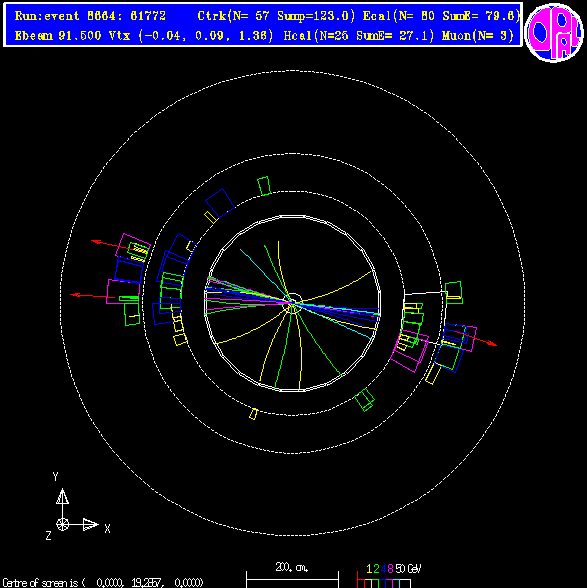 Run:event 8664: 61772 Ctrk(N= 57 Sump=123.0) Ecal(N= 80 SumE= 79.6)
Ebeam 91.500 Vtx (-0.04, 0.09, 1.36) Hcal(N=25 SumE= 27.1) Muon(N= 3)
OPAL
Y
X
Z
200. cm.
1 2 4 8 50 GeV
Centre of screen is ( 0.0000, 19.2857, 0.0000)